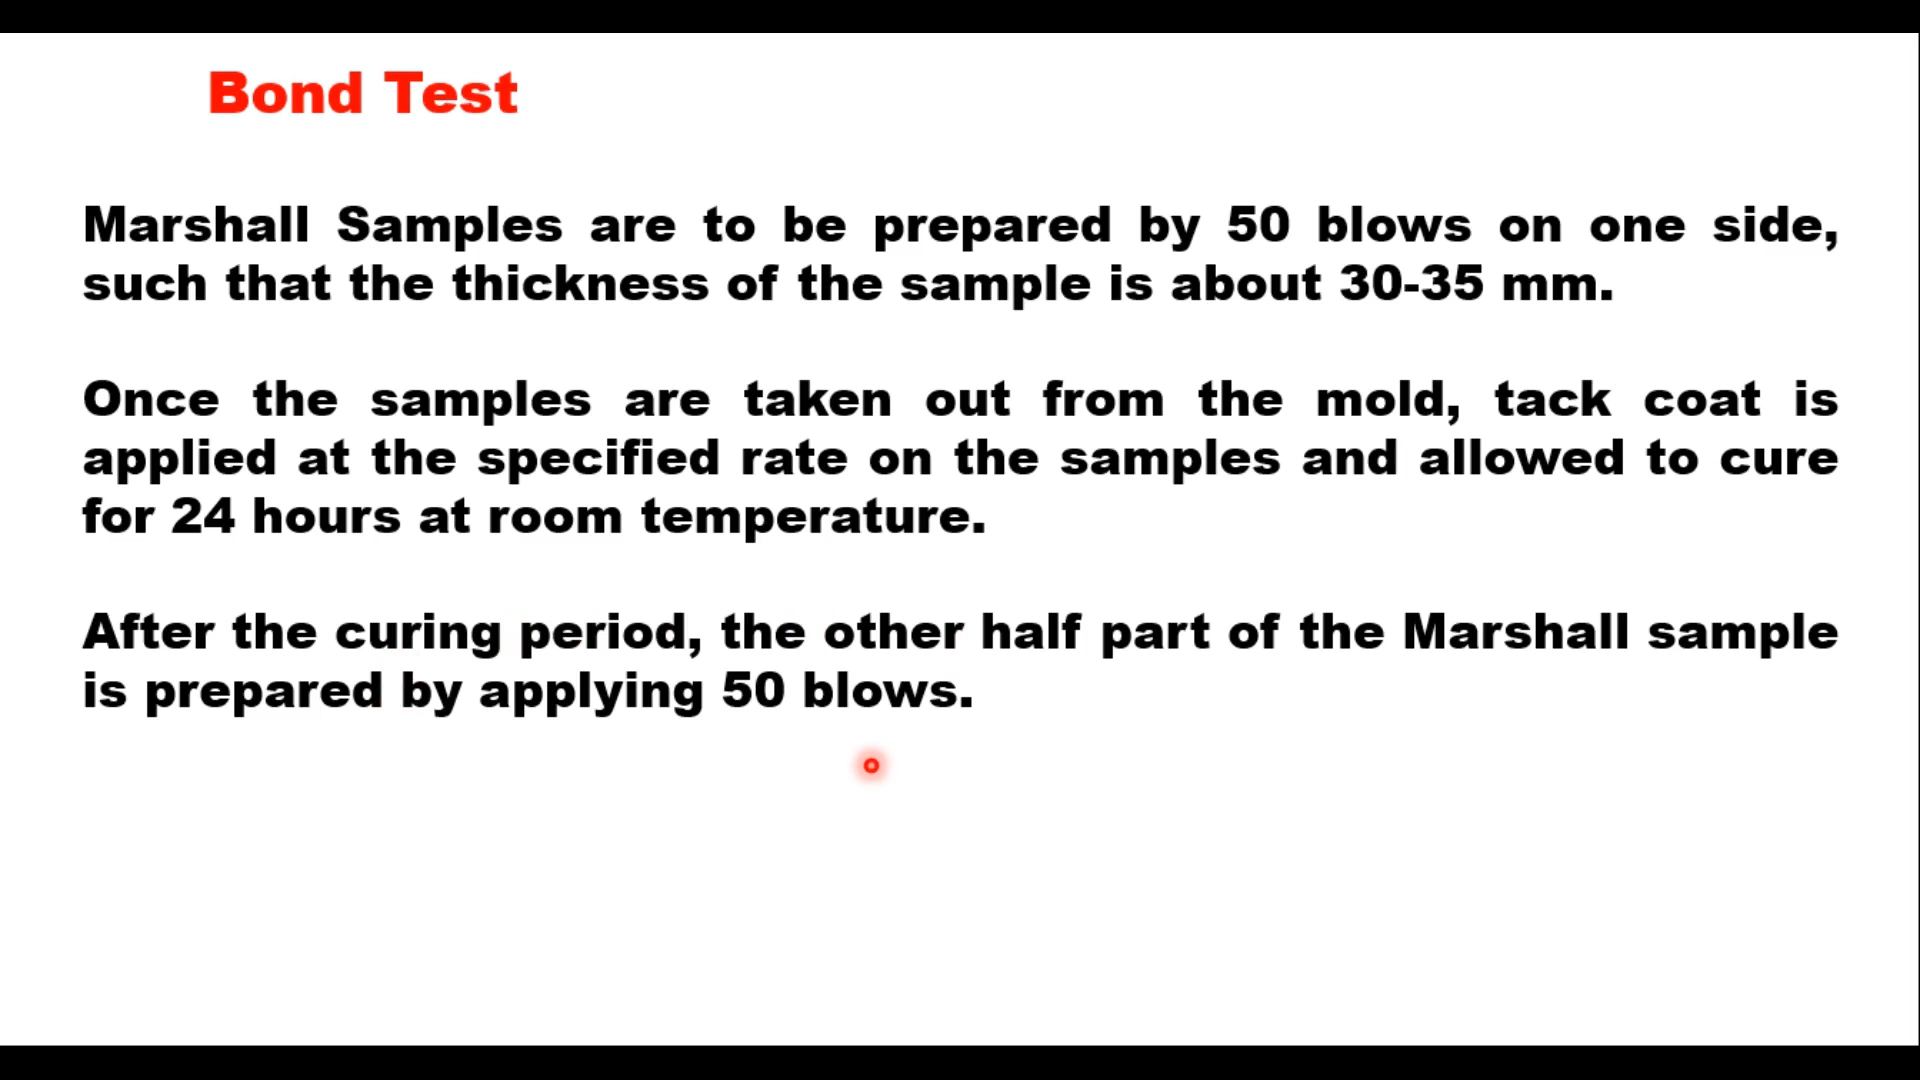 Bond Test
Marshall Samples are to be prepared by 50 blows on one side,
such that the thickness of the sample is about 30-35 mm.
Once the samples are taken out from the mold, tack coat is
applied at the specified rate on the samples and allowed to cure
for 24 hours at room temperature.
After the curing period, the other half part of the Marshall sample
is prepared by applying 50 blows.